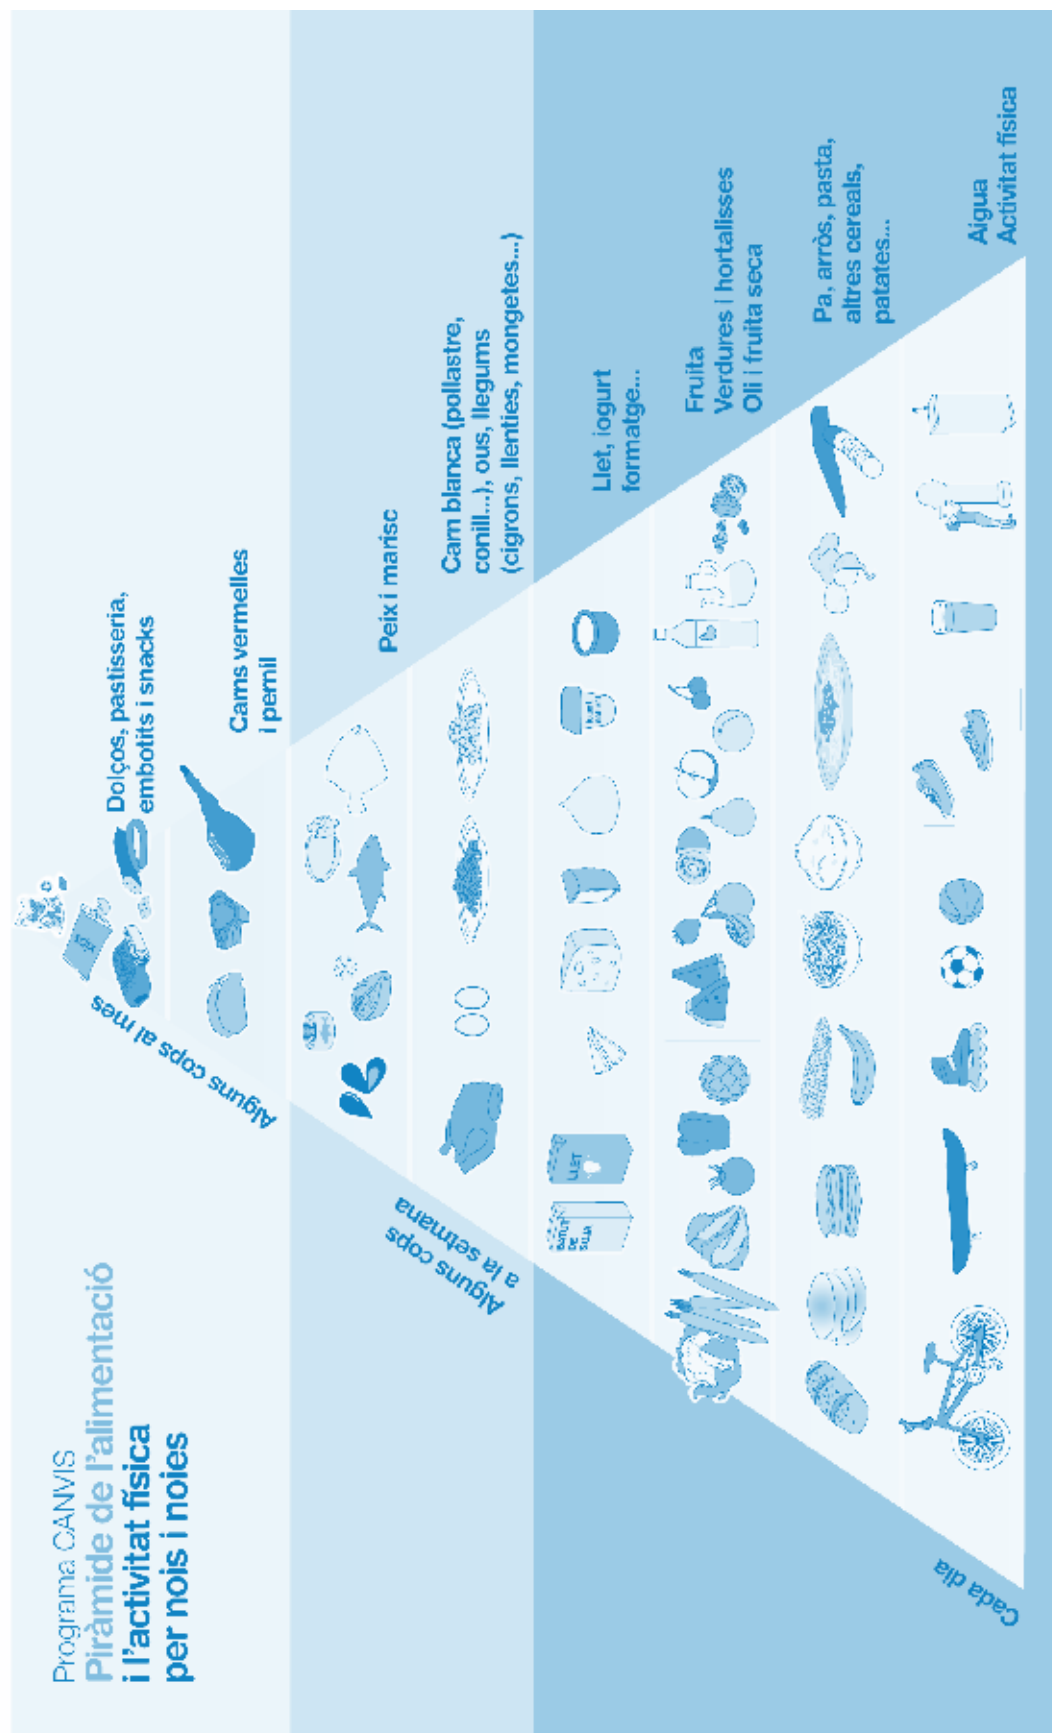 Programa CANVIS
Piràmide de l'alimentació
i l'activitat física
per nois i noies
Alguns cops al mes
Dolços, pastisseria,
embotits i snacks
Carns vermelles
i pernil
Alguns cops
a la setmana
Peix i marisc
Carn blanca (pollastre,
conill...), ous, llegums
(cigrons, llenties, mongetes...)
Cada dia
Llet, iogurt
formatge...
Fruita
Verdures i hortalisses
Oli i fruita seca
Pa, arròs, pasta,
altres cereals,
patates...
Aigua
Activitat física
LLET
BATUT
DE
SOJA